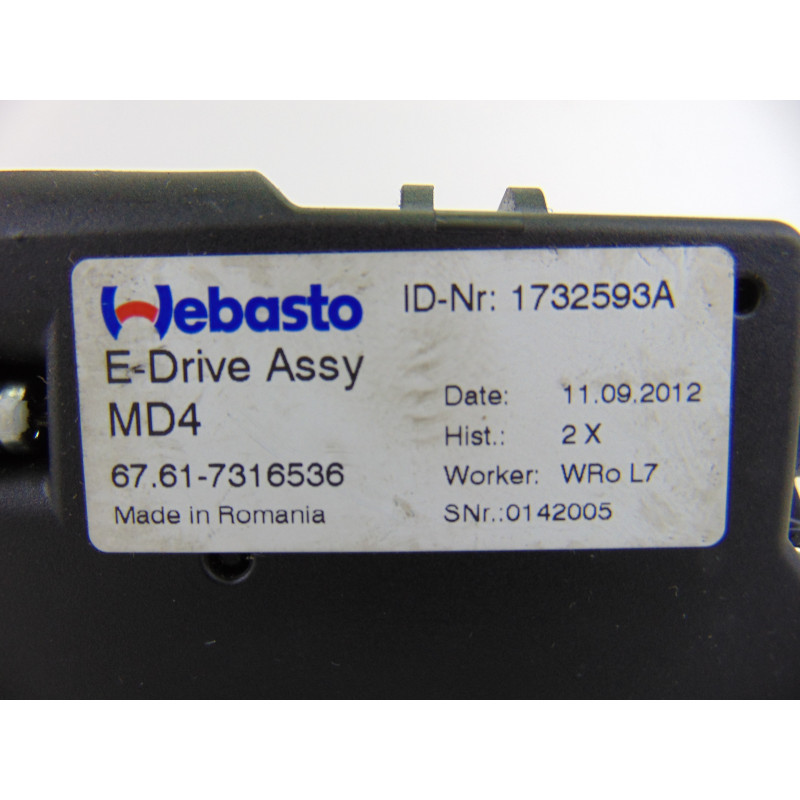 Webasto
ID-Nr: 1732593A
E-Drive Assy
MD4
67.61-7316536
Made in Romania
Date: 11.09.2012
Hist.: 2 X
Worker: WRo L7
SNr.:0142005